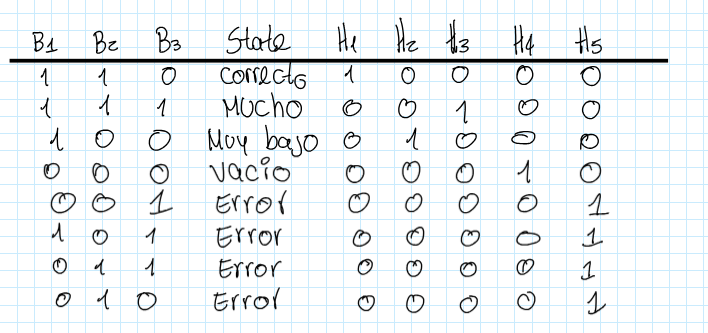 B1 B2 B3 State H1 H2 H3 H4 H5
1 1 0 correcto 1 0 0 0 0
1 1 1 Mucho 0 0 1 0 0
1 0 0 Muy bajo 0 1 0 0 0
0 0 0 vacio 0 0 0 1 0
0 0 1 Error 0 0 0 0 1
1 0 1 Error 0 0 0 0 1
0 1 1 Error 0 0 0 0 1
0 1 0 Error 0 0 0 0 1